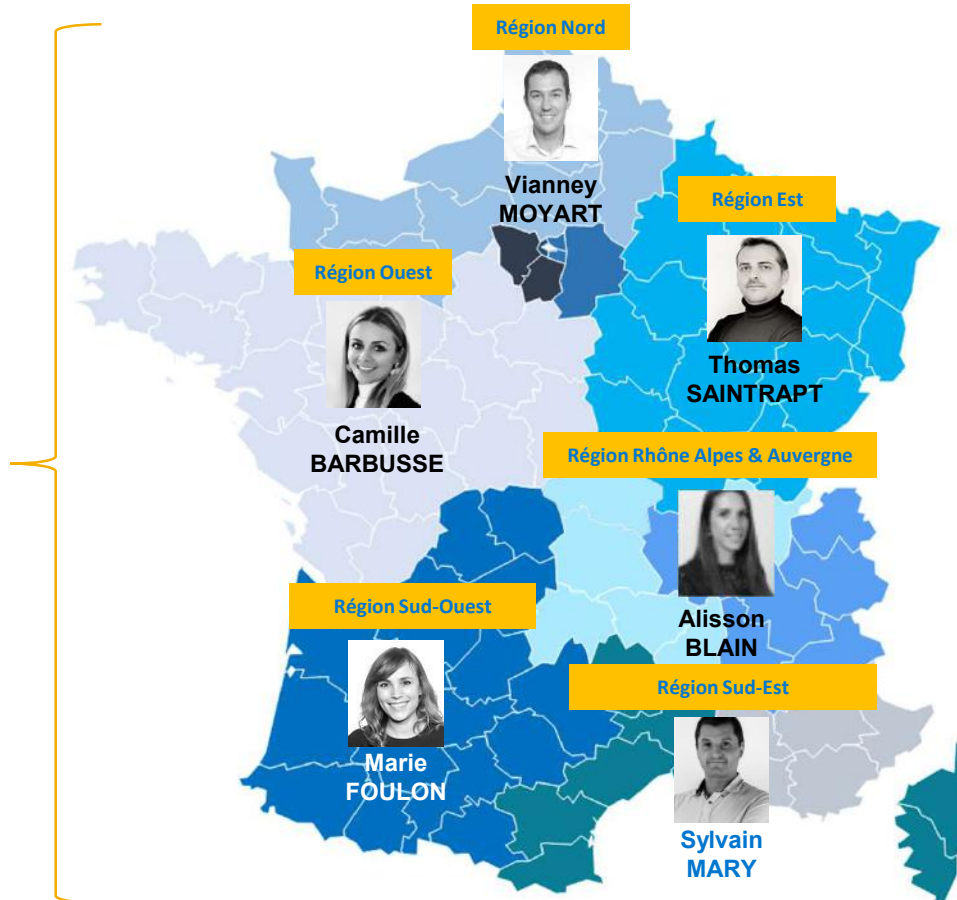 Région Nord
Vianney
MOYART
Région Est
Thomas
SAINTRAPT
Région Ouest
Camille
BARBUSSE
Région Rhône Alpes & Auvergne
Alisson
BLAIN
Région Sud-Ouest
Marie
FOULON
Région Sud-Est
Sylvain
MARY